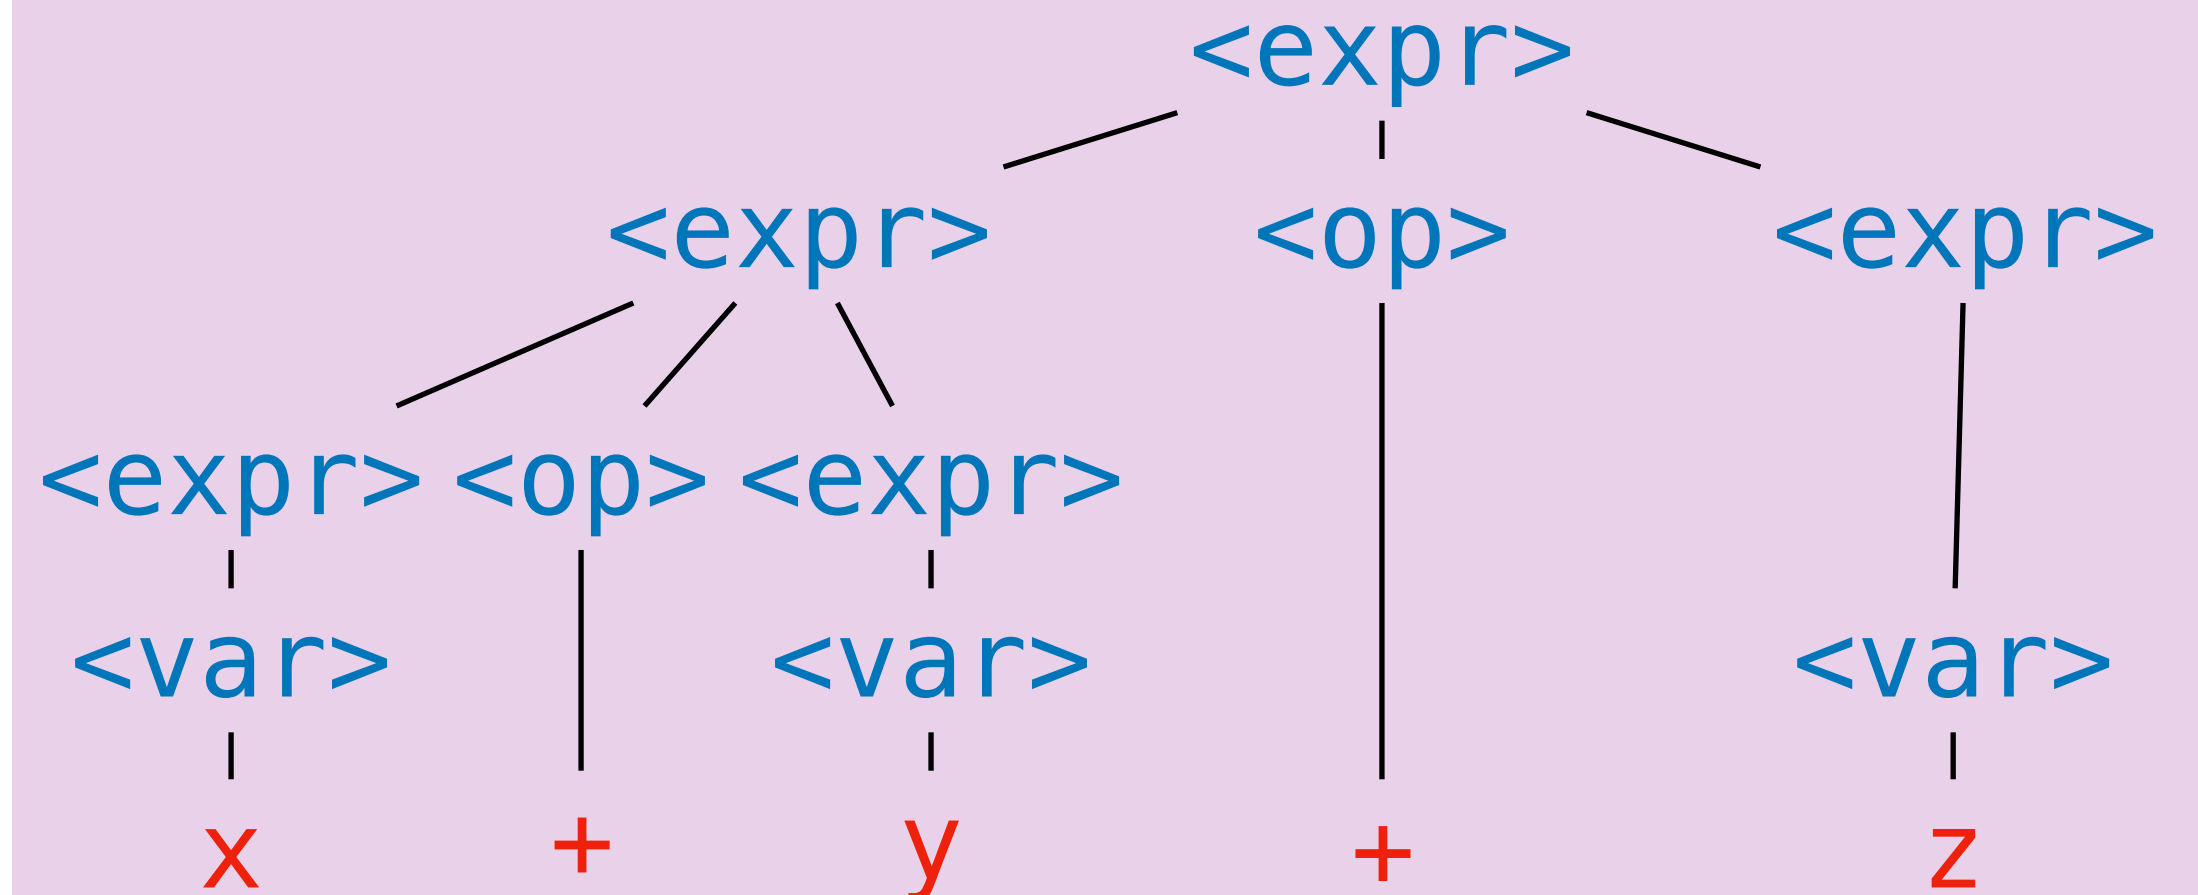 <expr>
<expr> <op> <expr>
<expr> <op> <expr>
<var> <var> <var>
x + y + z